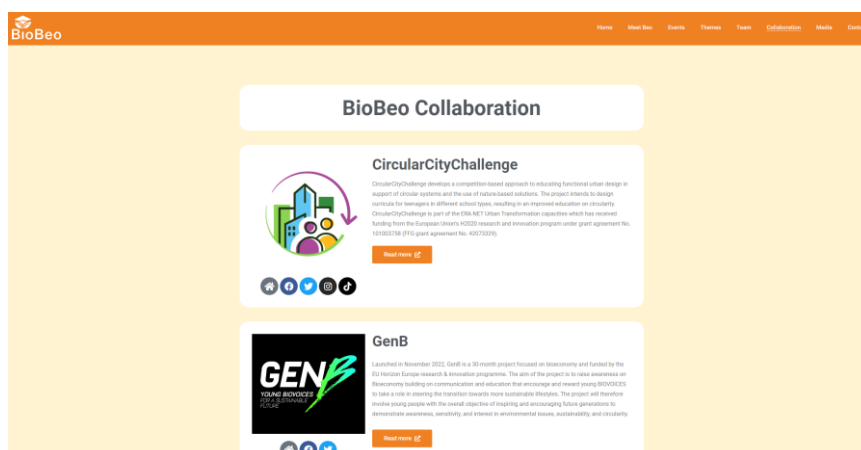 BioBeo
Home Meet Beo Events Themes Team Collaboration Media
BioBeo Collaboration
CircularCityChallenge
CircularCityChallenge develops a competition-based approach to educating functional urban design in
support of circular systems and the use of nature-based solutions. The project intends to design
curricula for teenagers in different school types, resulting in an improved education on circularity.
CircularCityChallenge is part of the ERA-NET Urban Transformation capacities which has received
funding from the European Union's H2020 research and innovation program under grant agreement No.
101003758 (FFG grant agreement No. 42073329).
Read more
GenB
Launched in November 2022, GenB is a 30-month project focused on bioeconomy and funded by the
EU Horizon Europe research & innovation programme. The aim of the project is to raise awareness on
Bioeconomy building on communication and education that encourage and reward young BIOVOICES
to take a role in steering the transition towards more sustainable lifestyles. The project will therefore
involve young people with the overall objective of inspiring and encouraging future generations to
demonstrate awareness, sensitivity, and interest in environmental issues, sustainability, and circularity.
GENB
YOUNG BIOVOICES
FOR A SUSTAINABLE
FUTURE
Read more